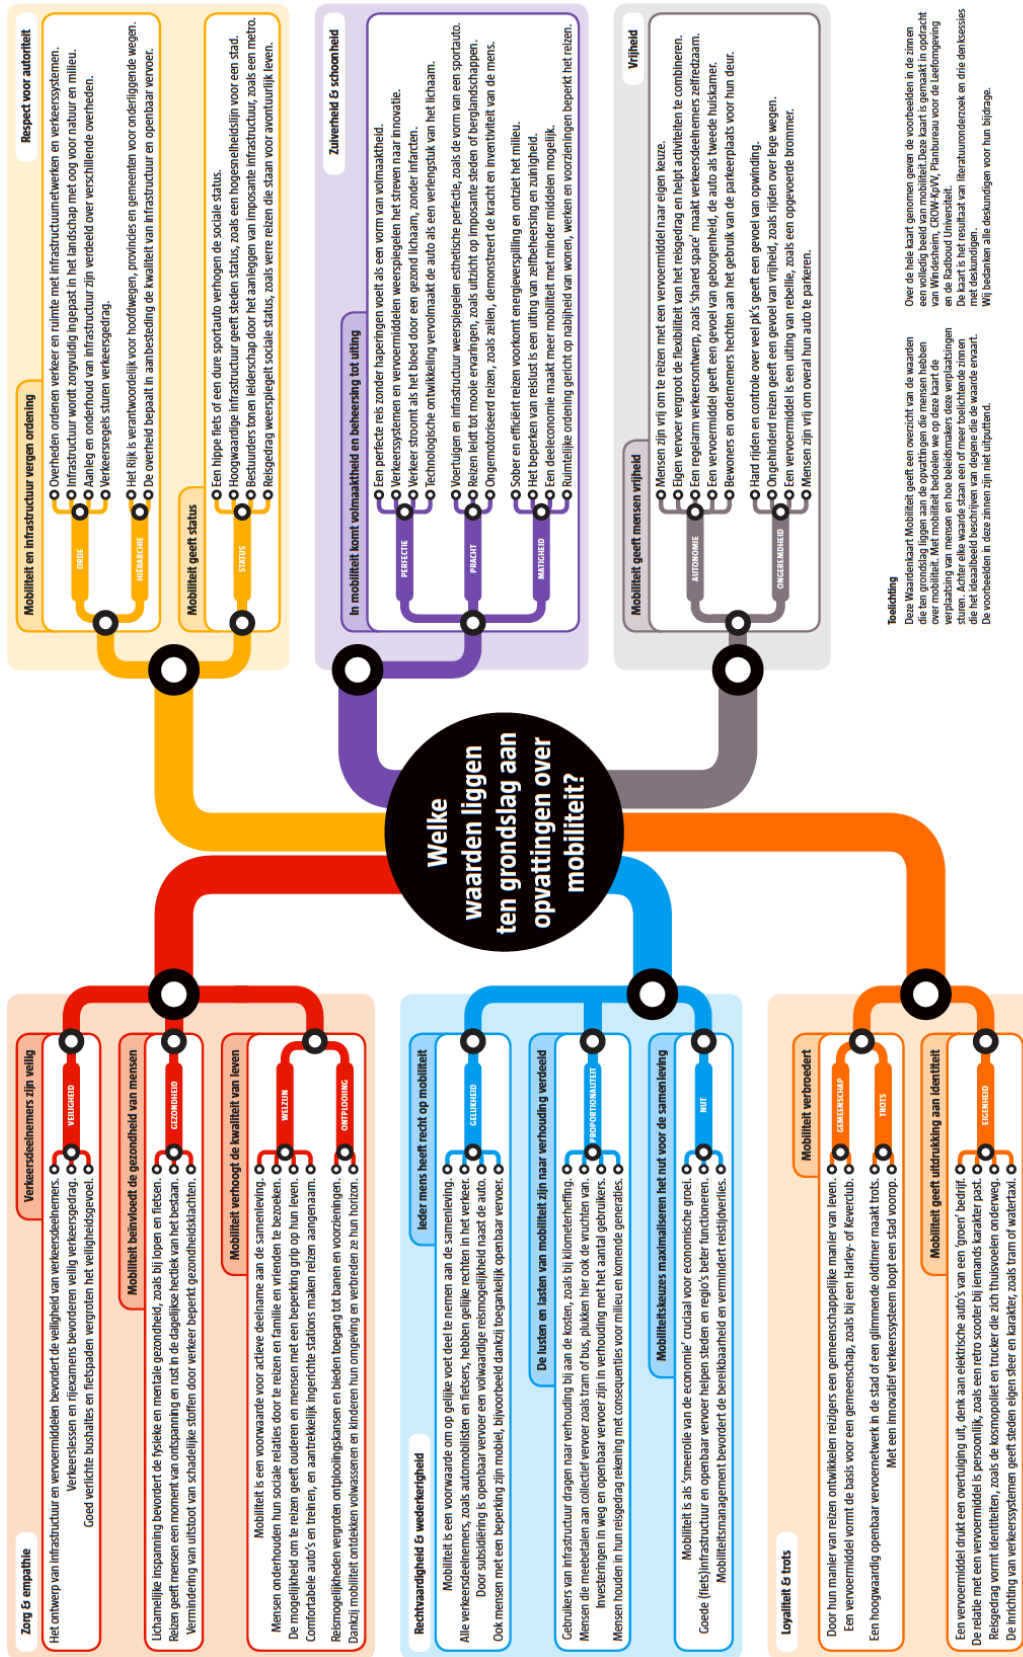 Welke
waarden liggen
ten grondslag aan
opvattingen over
mobiliteit?
Zorg & empathie
Verkeersdeelnemers zijn veilig
VEILIGHEID
Het ontwerp van infrastructuur en vervoermiddelen bevordert de veiligheid van verkeersdeelnemers.
Verkeerslessen en rijexamens bevorderen veilig verkeersgedrag.
Goed verlichte bushaltes en fietspaden vergroten het veiligheidsgevoel.
Mobiliteit beïnvloedt de gezondheid van mensen
GEZONDHEID
Lichamelijke inspanning bevordert de fysieke en mentale gezondheid, zoals bij lopen en fietsen.
Reizen geeft mensen een moment van ontspanning en rust in de dagelijkse hectiek van het bestaan.
Vermindering van uitstoot van schadelijke stoffen door verkeer beperkt gezondheidsklachten.
Mobiliteit verhoogt de kwaliteit van leven
WELZIJN
Mobiliteit is een voorwaarde voor actieve deelname aan de samenleving.
Mensen onderhouden hun sociale relaties door te reizen en familie en vrienden te bezoeken.
De mogelijkheid om te reizen geeft ouderen en mensen met een beperking grip op hun leven.
Comfortabele auto's en treinen, en aantrekkelijk ingerichte stations maken reizen aangenaam.
ONTPLOOIING
Reismogelijkheden vergroten ontplooiingskansen en bieden toegang tot banen en voorzieningen.
Dankzij mobiliteit ontdekken volwassenen en kinderen hun omgeving en verbreden ze hun horizon.
Rechtvaardigheid & wederkerigheid
Ieder mens heeft recht op mobiliteit
GELIJKHEID
Mobiliteit is een voorwaarde om op gelijke voet deel te nemen aan de samenleving.
Alle verkeersdeelnemers, zoals automobilisten en fietsers, hebben gelijke rechten in het verkeer.
Door subsidiëring is openbaar vervoer een volwaardige reismogelijkheid naast de auto.
Ook mensen met een beperking zijn mobiel, bijvoorbeeld dankzij toegankelijk openbaar vervoer.
De lusten en lasten van mobiliteit zijn naar verhouding verdeeld
PROPORTIONALITEIT
Gebruikers van infrastructuur dragen naar verhouding bij aan de kosten, zoals bij kilometerheffing.
Mensen die meebetalen aan collectief vervoer zoals tram of bus, plukken hier ook de vruchten van.
Investeringen in weg en openbaar vervoer zijn in verhouding met het aantal gebruikers.
Mensen houden in hun reisgedrag rekening met consequenties voor milieu en komende generaties.
Mobiliteitskeuzes maximaliseren het nut voor de samenleving
NUT
Mobiliteit is als 'smeerolie van de economie' cruciaal voor economische groei.
Goede (fiets)infrastructuur en openbaar vervoer helpen steden en regio's beter functioneren.
Mobiliteitsmanagement bevordert de bereikbaarheid en vermindert reistijdverlies.
Loyaliteit & trots
Mobiliteit verbroedert
GEMEENSCHAP
Door hun manier van reizen ontwikkelen reizigers een gemeenschappelijke manier van leven.
Een vervoermiddel vormt de basis voor een gemeenschap, zoals bij een Harley- of Keverclub.
TROTS
Een hoogwaardig openbaar vervoernetwerk in de stad of een glimmende oldtimer maakt trots.
Met een innovatief verkeerssysteem loopt een stad voorop.
Mobiliteit geeft uitdrukking aan identiteit
EIGENHEID
Een vervoermiddel drukt een overtuiging uit, denk aan elektrische auto's van een 'groen' bedrijf.
De relatie met een vervoermiddel is persoonlijk, zoals een retro scooter bij iemands karakter past.
Reisgedrag vormt identiteiten, zoals de kosmopoliet en trucker die zich thuisvoelen onderweg.
De inrichting van verkeerssystemen geeft steden eigen sfeer en karakter, zoals tram of watertaxi.
Respect voor autoriteit
Mobiliteit en infrastructuur vergen ordening
ORDE
Overheden ordenen verkeer en ruimte met infrastructuurnetwerken en verkeerssystemen.
Infrastructuur wordt zorgvuldig ingepast in het landschap met oog voor natuur en milieu.
Aanleg en onderhoud van infrastructuur zijn verdeeld over verschillende overheden.
Verkeersregels sturen verkeersgedrag.
HIËRARCHIE
Het Rijk is verantwoordelijk voor hoofdwegen, provincies en gemeenten voor onderliggende wegen.
De overheid bepaalt in aanbesteding de kwaliteit van infrastructuur en openbaar vervoer.
Mobiliteit geeft status
STATUS
Een hippe fiets of een dure sportauto verhogen de sociale status.
Hoogwaardige infrastructuur geeft steden status, zoals een hogesnelheidslijn voor een stad.
Bestuurders tonen leiderschap door het aanleggen van imposante infrastructuur, zoals een metro.
Reisgedrag weerspiegelt sociale status, zoals verre reizen die staan voor avontuurlijk leven.
Zuiverheid & schoonheid
In mobiliteit komt volmaaktheid en beheersing tot uiting
PERFECTIE
Een perfecte reis zonder haperingen voelt als een vorm van volmaaktheid.
Verkeerssystemen en vervoermiddelen weerspiegelen het streven naar innovatie.
Verkeer stroomt als het bloed door een gezond lichaam, zonder infarcten.
Technologische ontwikkeling vervolmaakt de auto als een verlengstuk van het lichaam.
PRACHT
Voertuigen en infrastructuur weerspiegelen esthetische perfectie, zoals de vorm van een sportauto.
Reizen leidt tot mooie ervaringen, zoals uitzicht op imposante steden of berglandschappen.
Ongemotoriseerd reizen, zoals zeilen, demonstreert de kracht en inventiviteit van de mens.
MATIGHEID
Sober en efficiënt reizen voorkomt energieverspilling en ontziet het milieu.
Het beperken van reislust is een uiting van zelfbeheersing en zuinigheid.
Een deeleconomie maakt meer mobiliteit met minder middelen mogelijk.
Ruimtelijke ordening gericht op nabijheid van wonen, werken en voorzieningen beperkt het reizen.
Vrijheid
Mobiliteit geeft mensen vrijheid
AUTONOMIE
Mensen zijn vrij om te reizen met een vervoermiddel naar eigen keuze.
Eigen vervoer vergroot de flexibiliteit van het reisgedrag en helpt activiteiten te combineren.
Een regelarm verkeersontwerp, zoals 'shared space' maakt verkeersdeelnemers zelfredzaam.
Een vervoermiddel geeft een gevoel van geborgenheid, de auto als tweede huiskamer.
Bewoners en ondernemers hechten aan het gebruik van de parkeerplaats voor hun deur.
ONGEREMDHEID
Hard rijden en controle over veel pk's geeft een gevoel van opwinding.
Ongehinderd reizen geeft een gevoel van vrijheid, zoals rijden over lege wegen.
Een vervoermiddel is een uiting van rebellie, zoals een opgevoerde brommer.
Mensen zijn vrij om overal hun auto te parkeren.
Toelichting
Deze Waardenkaart Mobiliteit geeft een overzicht van de waarden
die ten grondslag liggen aan de opvattingen die mensen hebben
over mobiliteit. Met mobiliteit bedoelen we op deze kaart de
verplaatsing van mensen en hoe beleidsmakers deze verplaatsingen
sturen. Achter elke waarde staan een of meer toelichtende zinnen
die het ideaalbeeld beschrijven van degene die de waarde ervaart.
De voorbeelden in deze zinnen zijn niet uitputtend.
Over de hele kaart genomen geven de voorbeelden in de zinnen
een volledig beeld van mobiliteit.Deze kaart is gemaakt in opdracht
van Windesheim, CROW-KpVV, Planbureau voor de Leefomgeving
en de Radboud Universiteit.
De kaart is het resultaat van literatuuronderzoek en drie denksessies
met deskundigen.
Wij bedanken alle deskundigen voor hun bijdrage.